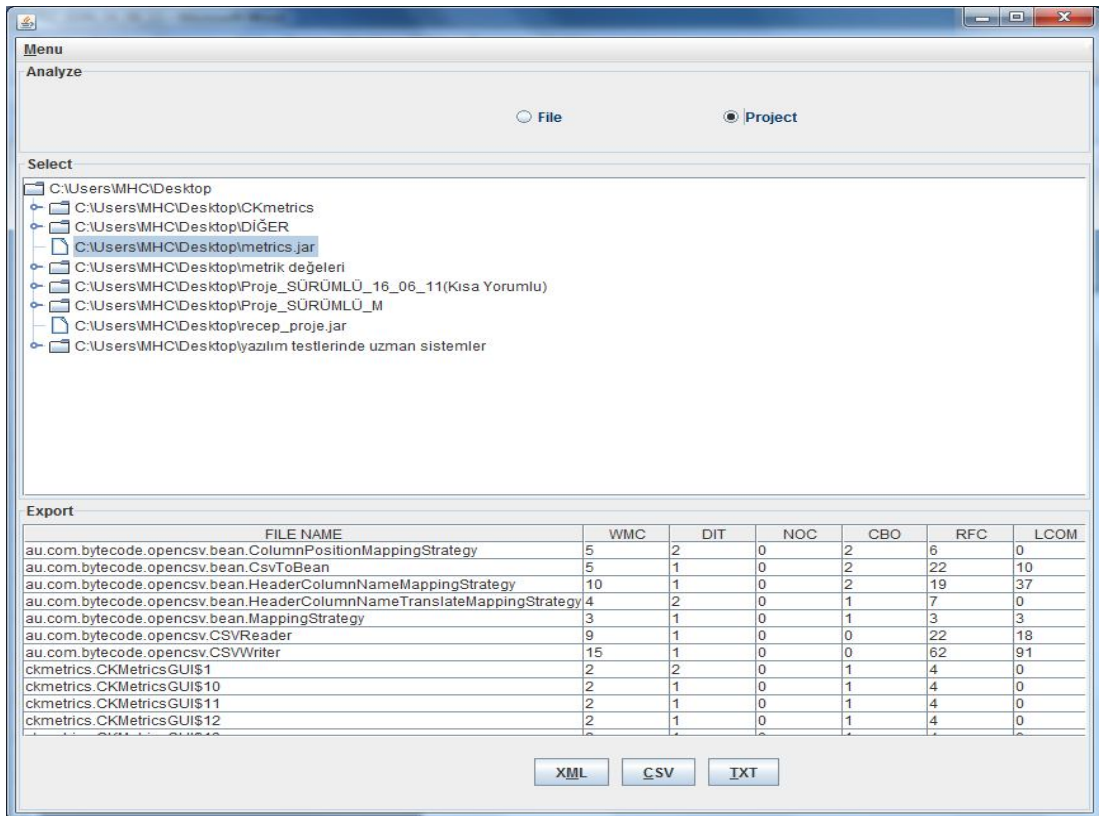 Menu
Analyze
File Project
Select
C:\Users\MHC\Desktop
C:\Users\MHC\Desktop\CKmetrics
C:\Users\MHC\Desktop\DİĞER
C:\Users\MHC\Desktop\metrics.jar
C:\Users\MHC\Desktop\metrik değeleri
C:\Users\MHC\Desktop\Proje_SÜRÜMLÜ_16_06_11(Kısa Yorumlu)
C:\Users\MHC\Desktop\Proje_SÜRÜMLÜ_M
C:\Users\MHC\Desktop\recep_proje.jar
C:\Users\MHC\Desktop\yazılım testlerinde uzman sistemler
Export
FILE NAME WMC DIT NOC CBO RFC LCOM
au.com.bytecode.opencsv.bean.ColumnPositionMappingStrategy 5 2 0 2 6 0
au.com.bytecode.opencsv.bean.CsvToBean 5 1 0 2 22 10
au.com.bytecode.opencsv.bean.HeaderColumnNameMappingStrategy 10 1 0 2 19 37
au.com.bytecode.opencsv.bean.HeaderColumnNameTranslateMappingStrategy 4 2 0 1 7 0
au.com.bytecode.opencsv.bean.MappingStrategy 3 1 0 1 3 3
au.com.bytecode.opencsv.CSVReader 9 1 0 0 22 18
au.com.bytecode.opencsv.CSVWriter 15 1 0 0 62 91
ckmetrics.CKMetricsGUI$1 2 2 0 1 4 0
ckmetrics.CKMetricsGUI$10 2 1 0 1 4 0
ckmetrics.CKMetricsGUI$11 2 1 0 1 4 0
ckmetrics.CKMetricsGUI$12 2 1 0 1 4 0
XML CSV TXT